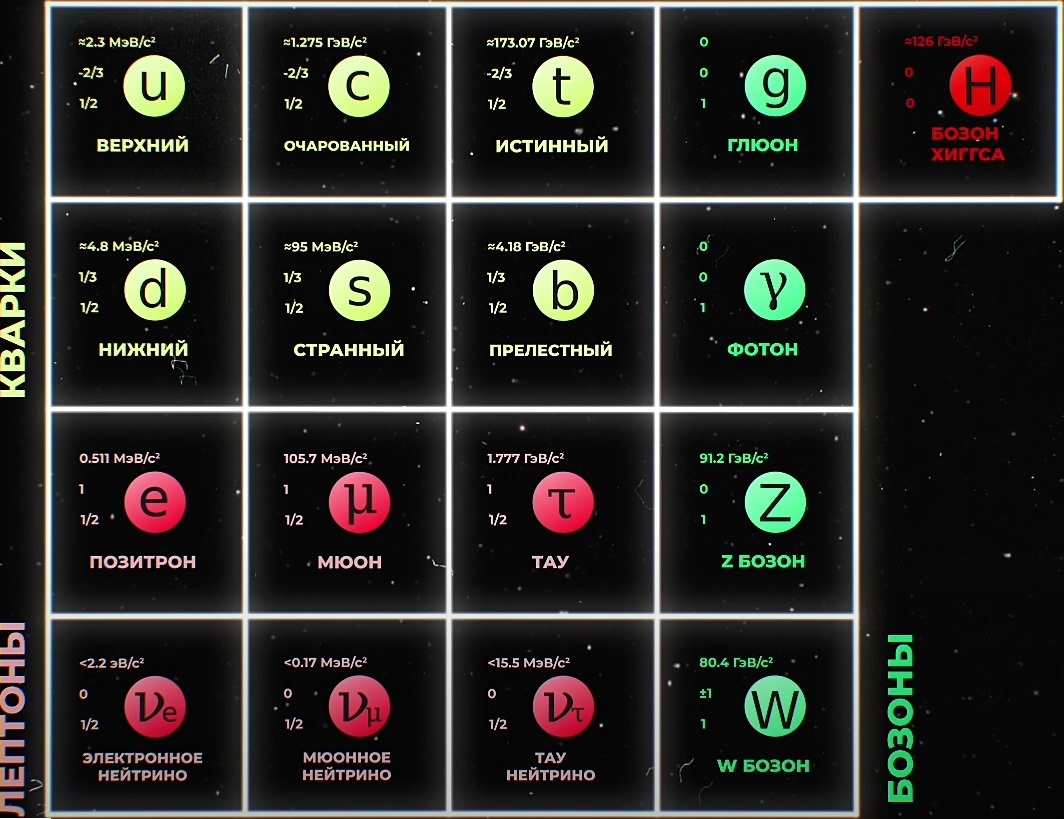 ≈2.3 МэВ/c²
-2/3
u
1/2
ВЕРХНИЙ
≈1.275 ГэВ/c²
-2/3
c
1/2
ОЧАРОВАННЫЙ
≈173.07 ГэВ/c²
-2/3
t
1/2
ИСТИННЫЙ
0
0
g
1
ГЛЮОН
≈126 ГэВ/c²
0
H
0
БОЗОН
ХИГГСА
КВАРКИ
≈4.8 МэВ/c²
1/3
d
1/2
НИЖНИЙ
≈95 МэВ/c²
1/3
s
1/2
СТРАННЫЙ
≈4.18 ГэВ/c²
1/3
b
1/2
ПРЕЛЕСТНЫЙ
0
0
γ
1
ФОТОН
0.511 МэВ/c²
1
e
1/2
ПОЗИТРОН
105.7 МэВ/c²
1
μ
1/2
МЮОН
1.777 ГэВ/c²
1
τ
1/2
ТАУ
91.2 ГэВ/c²
0
Z
1
Z БОЗОН
ЛЕПТОНЫ
<2.2 эВ/c²
0
νe
1/2
ЭЛЕКТРОННОЕ
НЕЙТРИНО
<0.17 МэВ/c²
0
νμ
1/2
МЮОННОЕ
НЕЙТРИНО
<15.5 МэВ/c²
0
ντ
1/2
ТАУ
НЕЙТРИНО
80.4 ГэВ/c²
±1
W
1
W БОЗОН
БОЗОНЫ